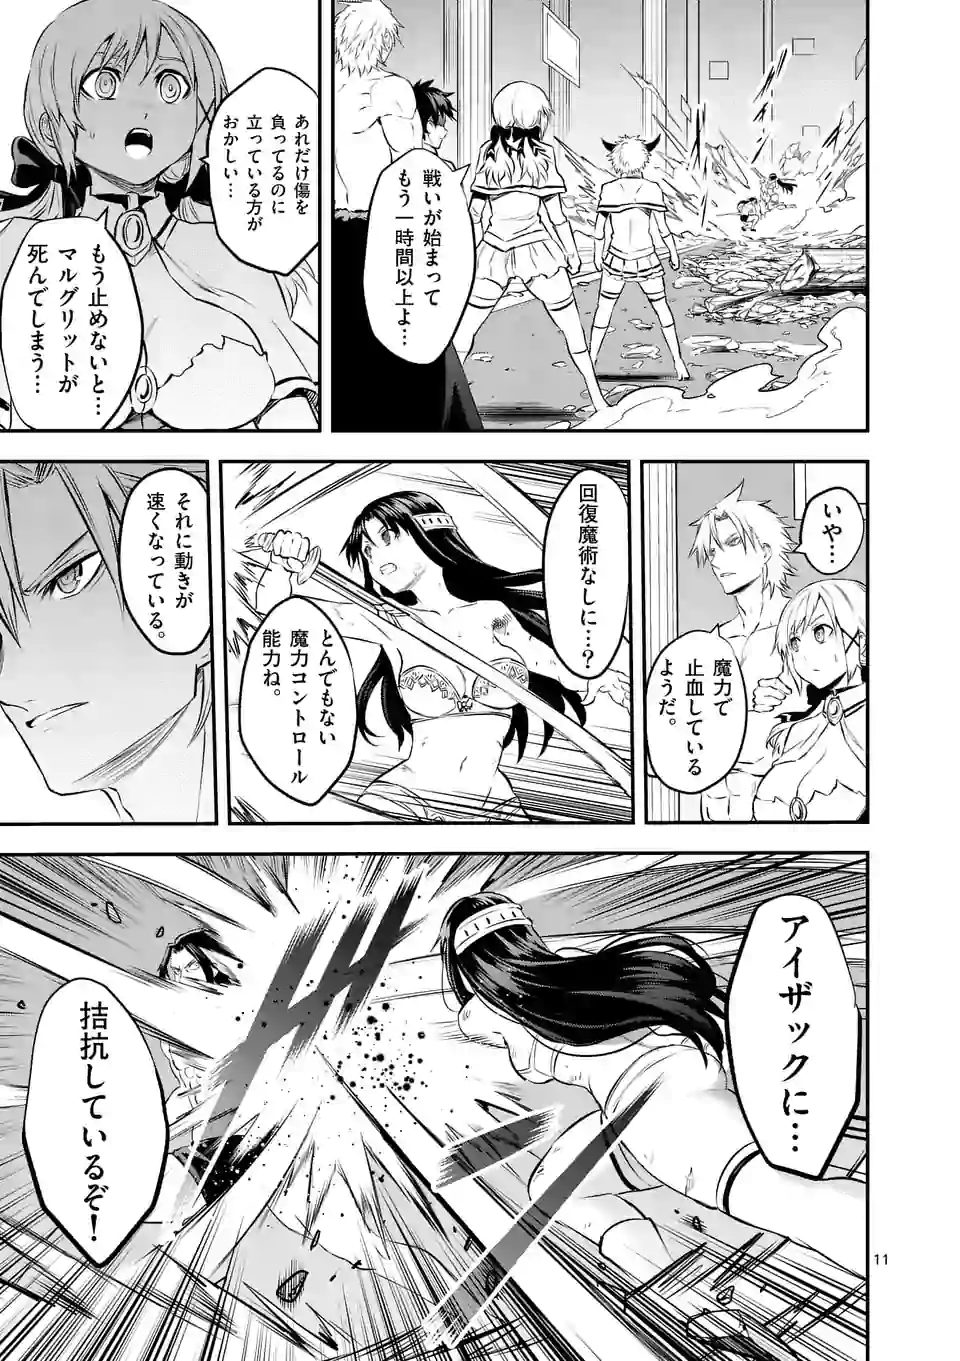 戦いが始まって
もう一時間以上よ…
あれだけ傷を
負ってるのに
立っている方が
おかしい…
もう止めないと…
マルグリットが
死んでしまう…
いや…
魔力で
止血している
ようだ。
回復魔術なしに…?
とんでもない
魔力コントロール
能力ね。
それに動きが
速くなっている。
アイザックに…
拮抗しているぞ!
11